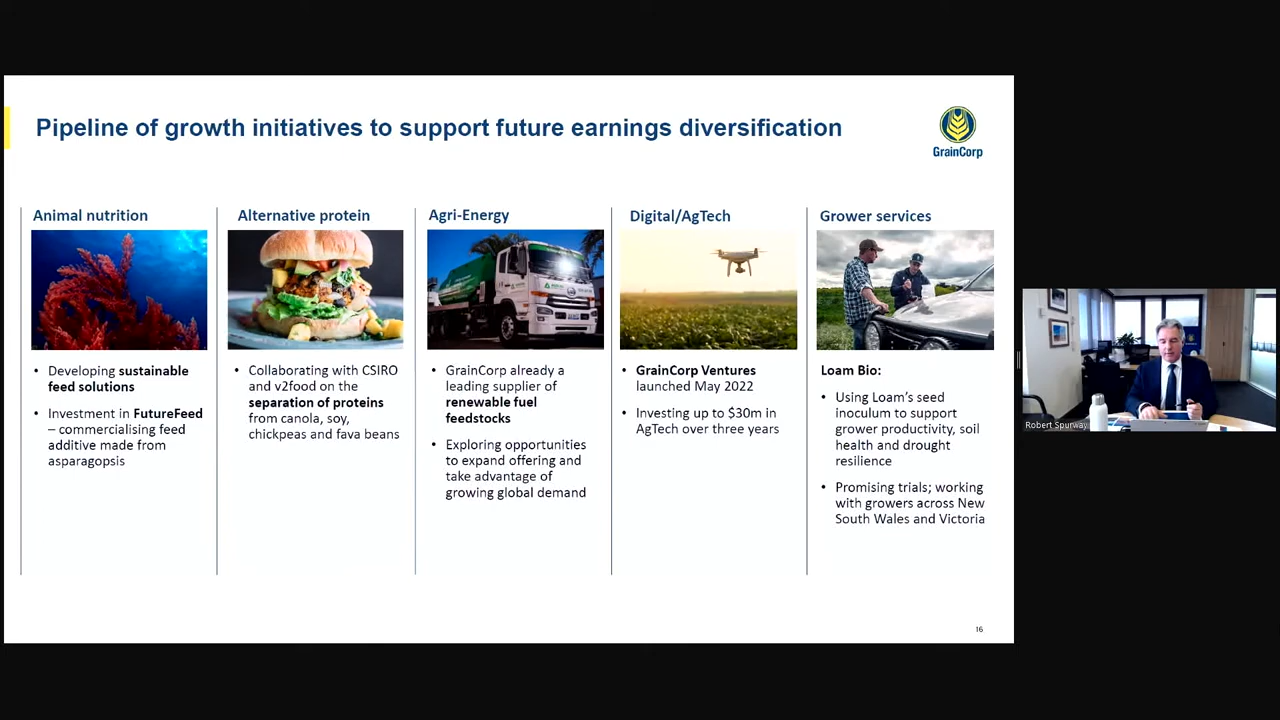 Pipeline of growth initiatives to support future earnings diversification
GrainCorp
Animal nutrition
• Developing sustainable
feed solutions
• Investment in FutureFeed
– commercialising feed
additive made from
asparagopsis
Alternative protein
• Collaborating with CSIRO
and v2food on the
separation of proteins
from canola, soy,
chickpeas and fava beans
Agri-Energy
• GrainCorp already a
leading supplier of
renewable fuel
feedstocks
• Exploring opportunities
to expand offering and
take advantage of
growing global demand
Digital/AgTech
• GrainCorp Ventures
launched May 2022
• Investing up to $30m in
AgTech over three years
Grower services
Loam Bio:
• Using Loam's seed
inoculum to support
grower productivity, soil
health and drought
resilience
• Promising trials; working
with growers across New
South Wales and Victoria
16
Robert Spurway